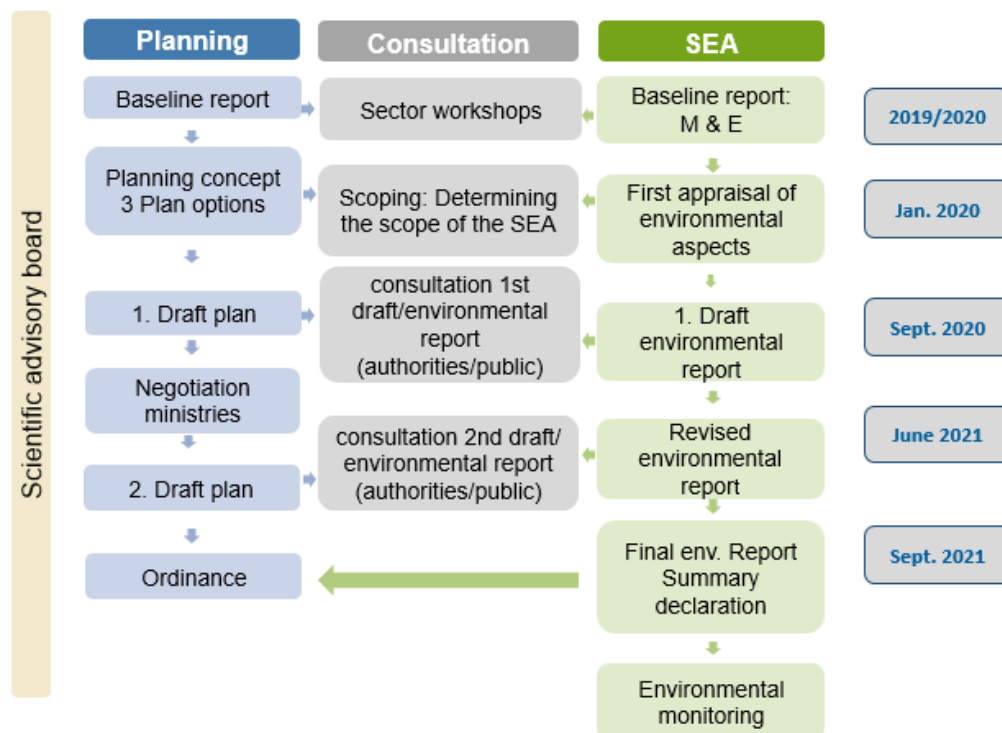 Scientific advisory board
Planning
Consultation
SEA
Baseline report
Sector workshops
Baseline report:
M & E
2019/2020
Planning concept
3 Plan options
Scoping: Determining
the scope of the SEA
First appraisal of
environmental
aspects
Jan. 2020
1. Draft plan
consultation 1st
draft/environmental
report
(authorities/public)
1. Draft
environmental
report
Sept. 2020
Negotiation
ministries
2. Draft plan
consultation 2nd draft/
environmental report
(authorities/public)
Revised
environmental
report
June 2021
Ordinance
Final env. Report
Summary
declaration
Sept. 2021
Environmental
monitoring